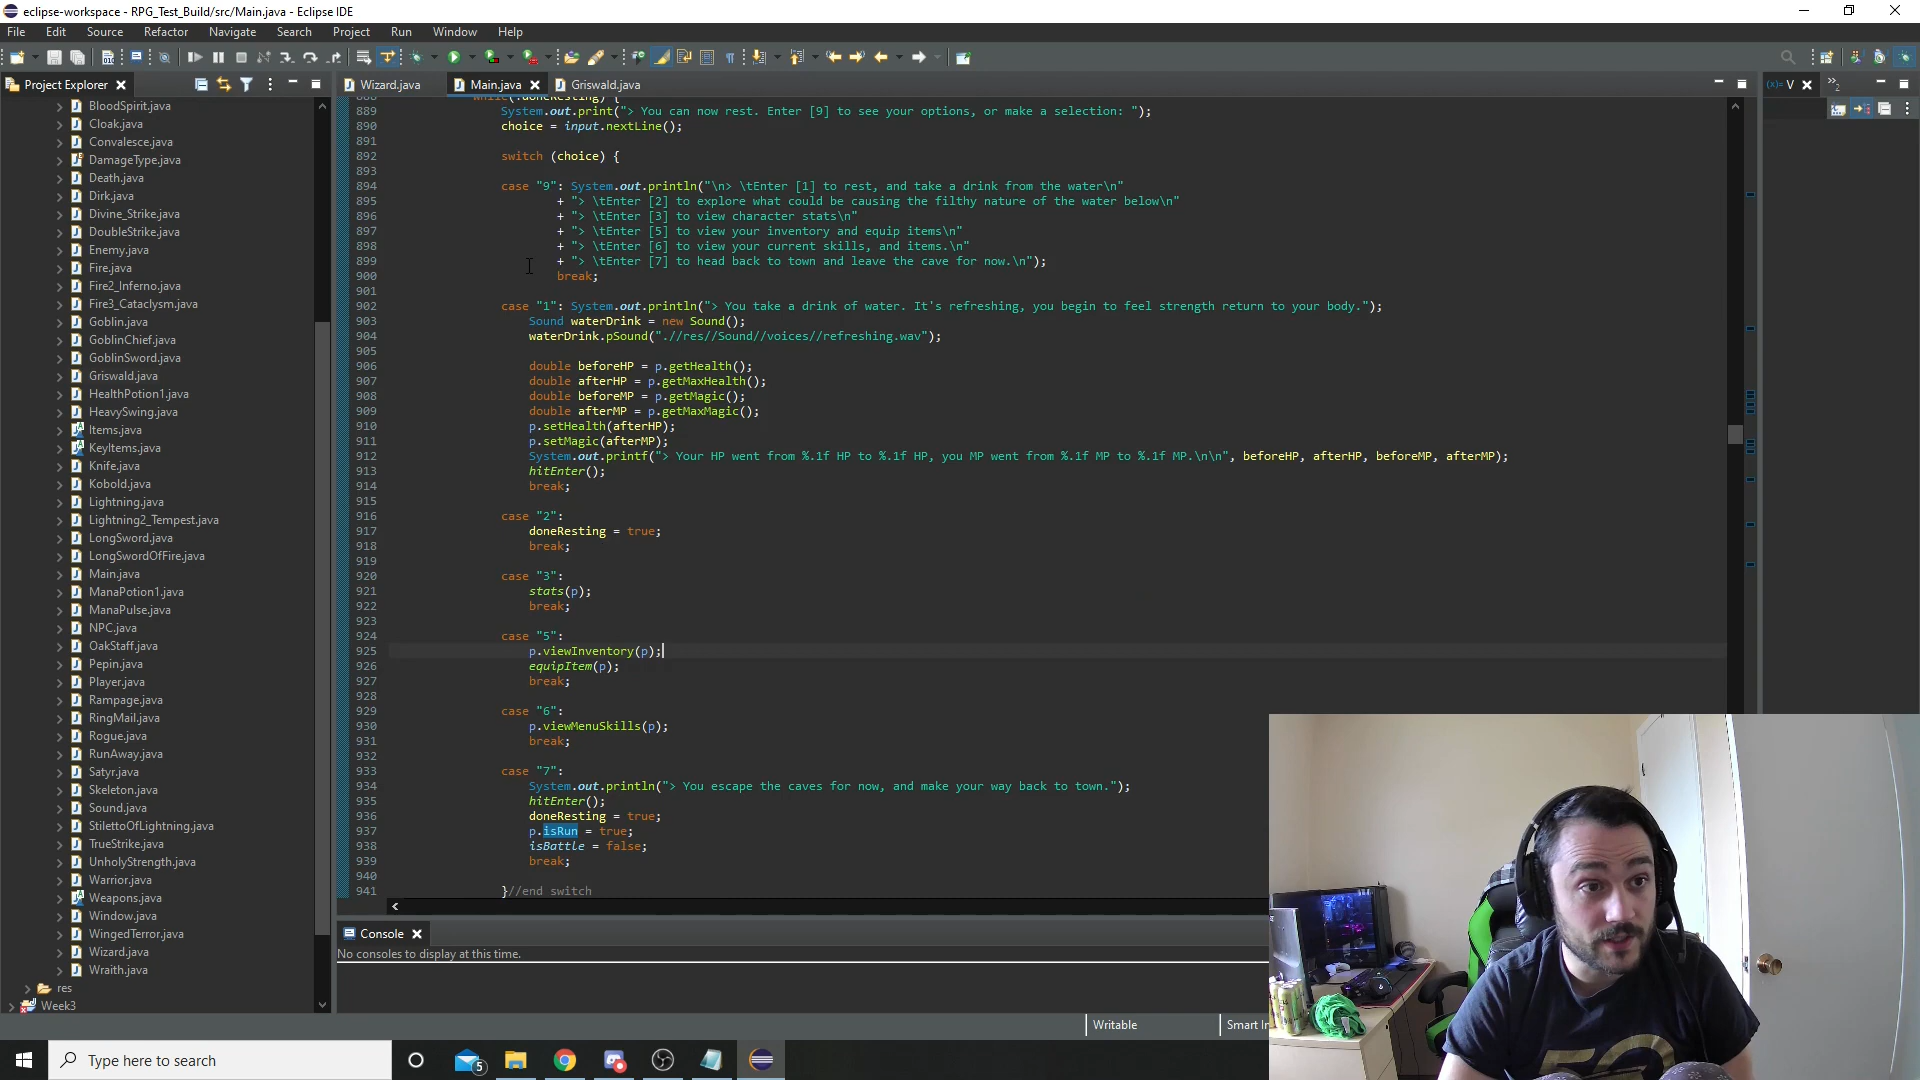 eclipse-workspace - RPG_Test_Build/src/Main.java - Eclipse IDE
File Edit Source Refactor Navigate Search Project Run Window Help
Project Explorer
Wizard.java Main.java Griswald.java
BloodSpirit.java
Cloak.java
Convalesce.java
DamageType.java
Death.java
Dirk.java
Divine_Strike.java
DoubleStrike.java
Enemy.java
Fire.java
Fire2_Inferno.java
Fire3_Cataclysm.java
Goblin.java
GoblinChief.java
GoblinSword.java
Griswald.java
HealthPotion1.java
HeavySwing.java
Items.java
KeyItems.java
Knife.java
Kobold.java
Lightning.java
Lightning2_Tempest.java
LongSword.java
LongSwordOfFire.java
Main.java
ManaPotion1.java
ManaPulse.java
NPC.java
OakStaff.java
Pepin.java
Player.java
Rampage.java
RingMail.java
Rogue.java
RunAway.java
Satyr.java
Skeleton.java
Sound.java
StilettoOfLightning.java
TrueStrike.java
UnholyStrength.java
Warrior.java
Weapons.java
Window.java
WingedTerror.java
Wizard.java
Wraith.java
res
Week3
888 while(!doneResting) {
889 System.out.print("> You can now rest. Enter [9] to see your options, or make a selection: ");
890 choice = input.nextLine();
891
892 switch (choice) {
893
894 case "9": System.out.println("\n> \tEnter [1] to rest, and take a drink from the water\n"
895 + "> \tEnter [2] to explore what could be causing the filthy nature of the water below\n"
896 + "> \tEnter [3] to view character stats\n"
897 + "> \tEnter [5] to view your inventory and equip items\n"
898 + "> \tEnter [6] to view your current skills, and items.\n"
899 + "> \tEnter [7] to head back to town and leave the cave for now.\n");
900 break;
901
902 case "1": System.out.println("> You take a drink of water. It's refreshing, you begin to feel strength return to your body.");
903 Sound waterDrink = new Sound();
904 waterDrink.pSound(".//res//Sound//voices//refreshing.wav");
905
906 double beforeHP = p.getHealth();
907 double afterHP = p.getMaxHealth();
908 double beforeMP = p.getMagic();
909 double afterMP = p.getMaxMagic();
910 p.setHealth(afterHP);
911 p.setMagic(afterMP);
912 System.out.printf("> Your HP went from %.1f HP to %.1f HP, you MP went from %.1f MP to %.1f MP.\n\n", beforeHP, afterHP, beforeMP, afterMP);
913 hitEnter();
914 break;
915
916 case "2":
917 doneResting = true;
918 break;
919
920 case "3":
921 stats(p);
922 break;
923
924 case "5":
925 p.viewInventory(p);
926 equipItem(p);
927 break;
928
929 case "6":
930 p.viewMenuSkills(p);
931 break;
932
933 case "7":
934 System.out.println("> You escape the caves for now, and make your way back to town.");
935 hitEnter();
936 doneResting = true;
937 p.isRun = true;
938 isBattle = false;
939 break;
940
941 }//end switch
Console
No consoles to display at this time.
Writable Smart In
Type here to search
5